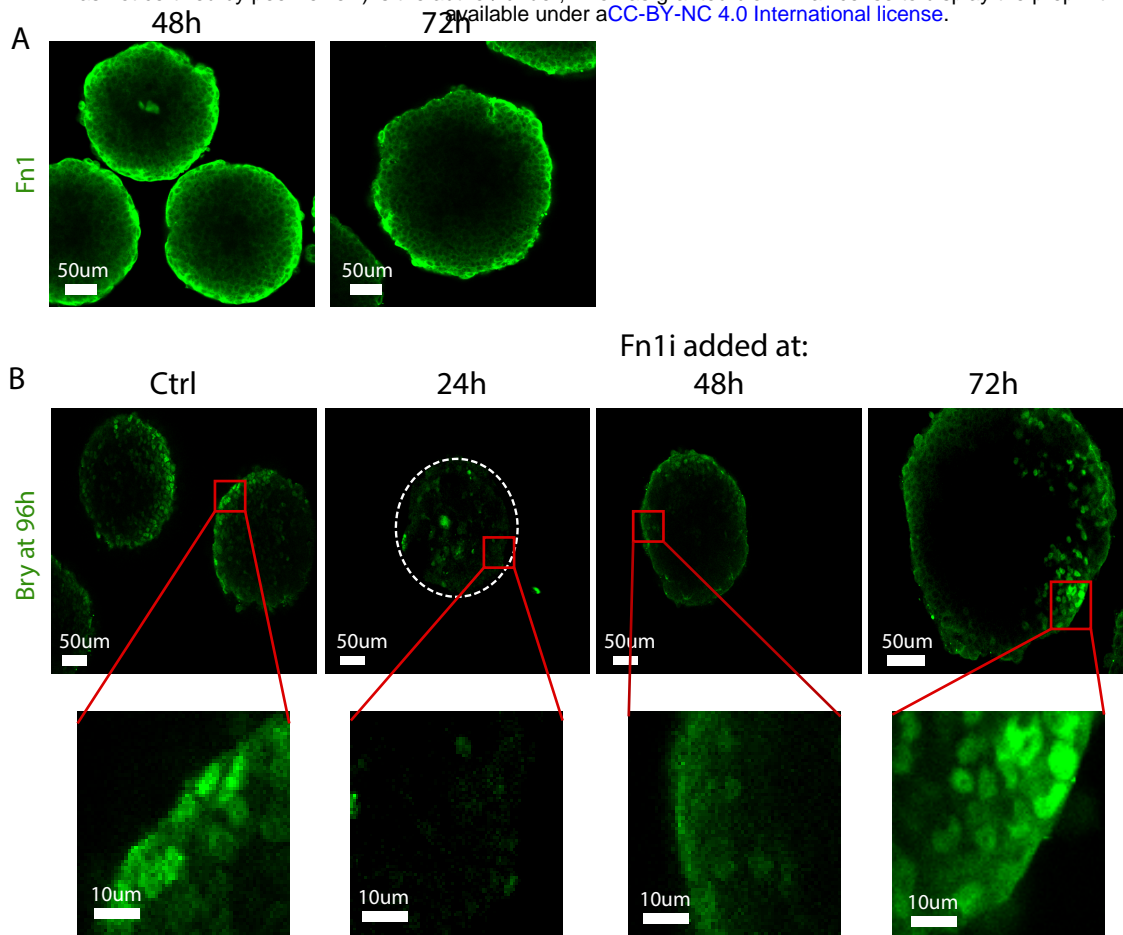 available under aCC-BY-NC 4.0 International license.
A
48h
72h
Fn1
50um
50um
Fn1i added at:
B
Ctrl
24h
48h
72h
Bry at 96h
50um
50um
50um
50um
10um
10um
10um
10um